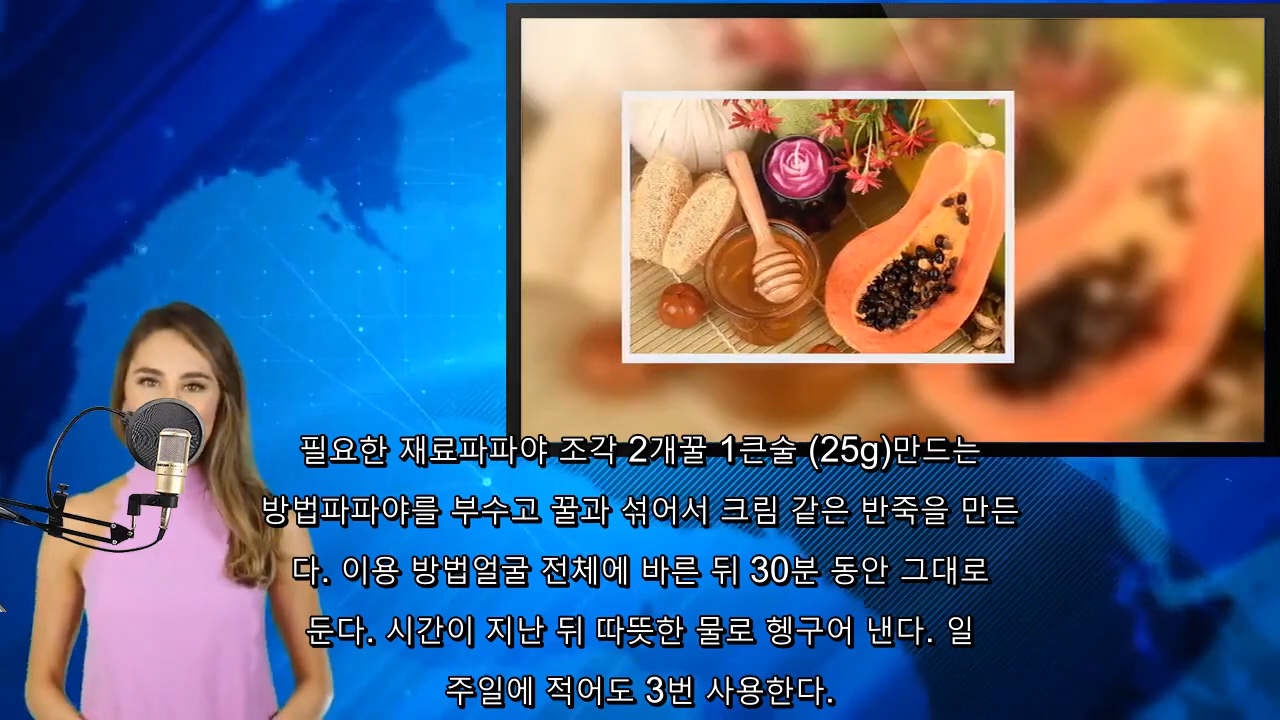 필요한 재료파파야 조각 2개꿀 1큰술 (25g)만드는
방법파파야를 부수고 꿀과 섞어서 크림 같은 반죽을 만든
다. 이용 방법얼굴 전체에 바른 뒤 30분 동안 그대로
둔다. 시간이 지난 뒤 따뜻한 물로 헹구어 낸다. 일
주일에 적어도 3번 사용한다.